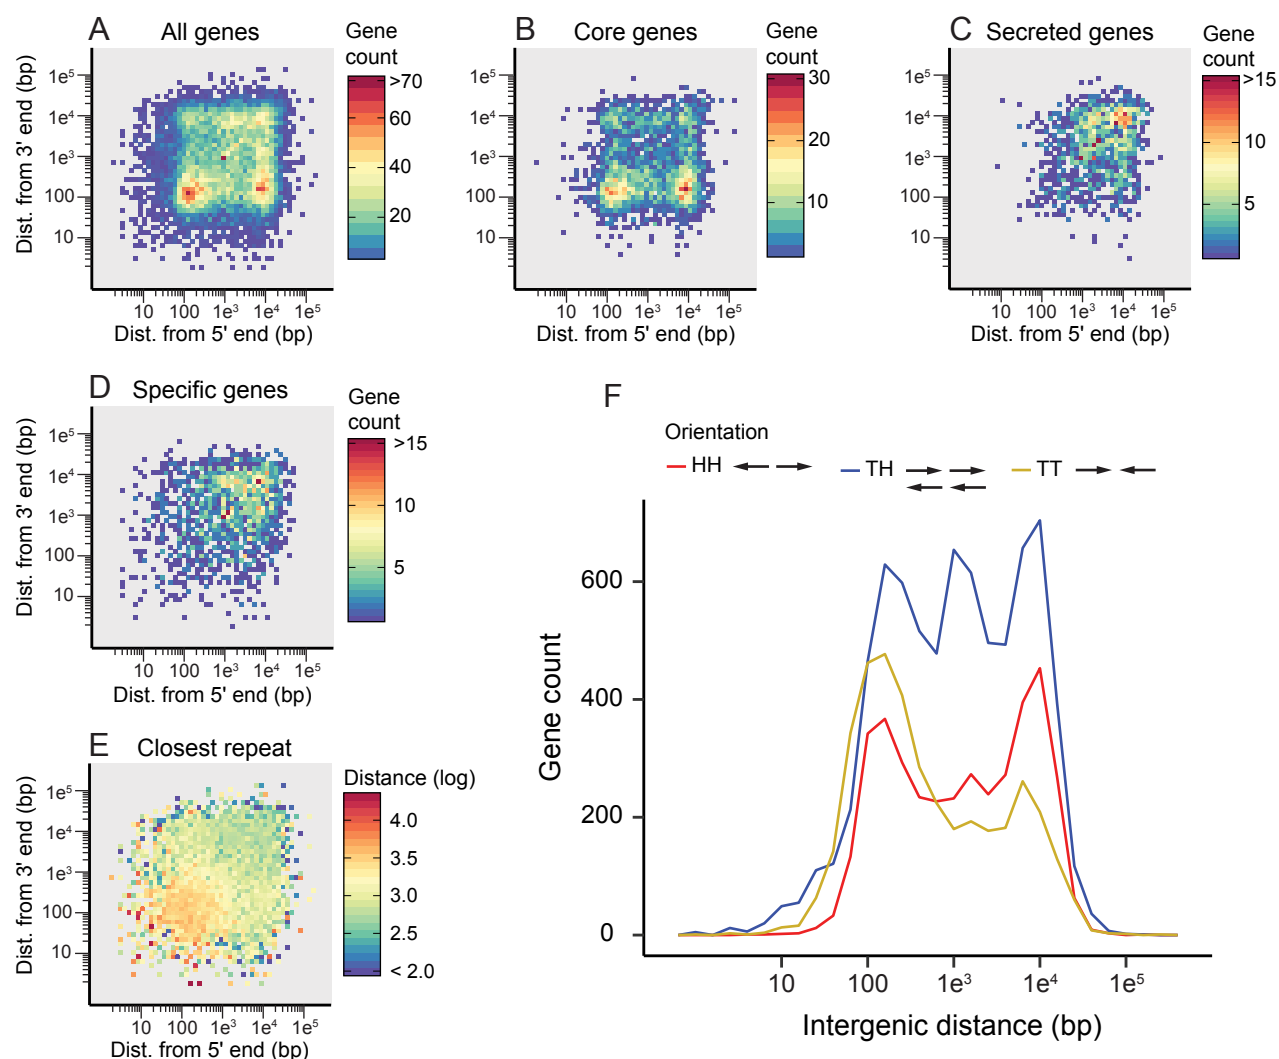 A All genes
Gene
count
>70
60
40
20
Dist. from 3' end (bp)
1e⁵
1e⁴
1e³
100
10
10 100 1e³ 1e⁴ 1e⁵
Dist. from 5' end (bp)
B Core genes
Gene
count
30
20
10
1e⁵
1e⁴
1e³
100
10
10 100 1e³ 1e⁴ 1e⁵
Dist. from 5' end (bp)
C Secreted genes
Gene
count
>15
10
5
1e⁵
1e⁴
1e³
100
10
10 100 1e³ 1e⁴ 1e⁵
Dist. from 5' end (bp)
D Specific genes
Gene
count
>15
10
5
Dist. from 3' end (bp)
1e⁵
1e⁴
1e³
100
10
10 100 1e³ 1e⁴ 1e⁵
Dist. from 5' end (bp)
E Closest repeat
Distance (log)
4.0
3.5
3.0
2.5
< 2.0
Dist. from 3' end (bp)
1e⁵
1e⁴
1e³
100
10
10 100 1e³ 1e⁴ 1e⁵
Dist. from 5' end (bp)
F
Orientation
HH TH TT
Gene count
600
400
200
0
10 100 1e³ 1e⁴ 1e⁵
Intergenic distance (bp)